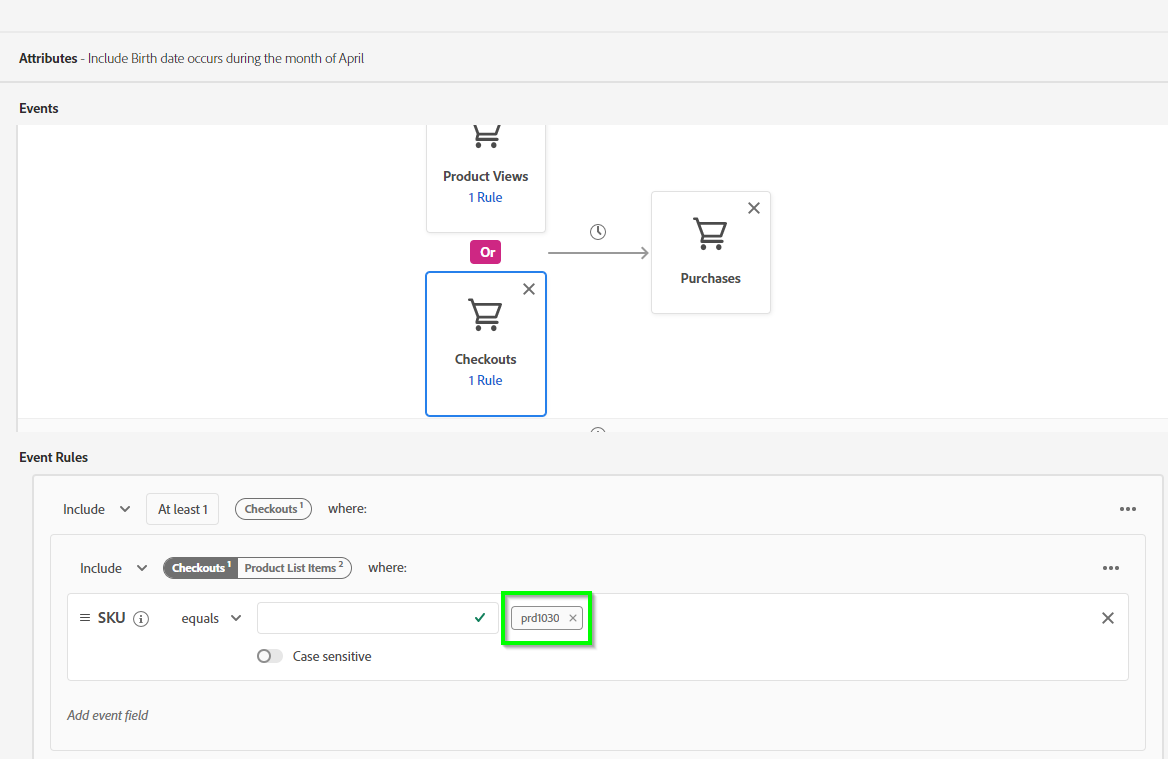 Attributes - Include Birth date occurs during the month of April
Events
Product Views
1 Rule
Or
Purchases
Checkouts
1 Rule
Event Rules
Include At least 1 Checkouts 1 where:
Include Checkouts 1 Product List Items 2 where:
SKU equals prd1030
Case sensitive
Add event field